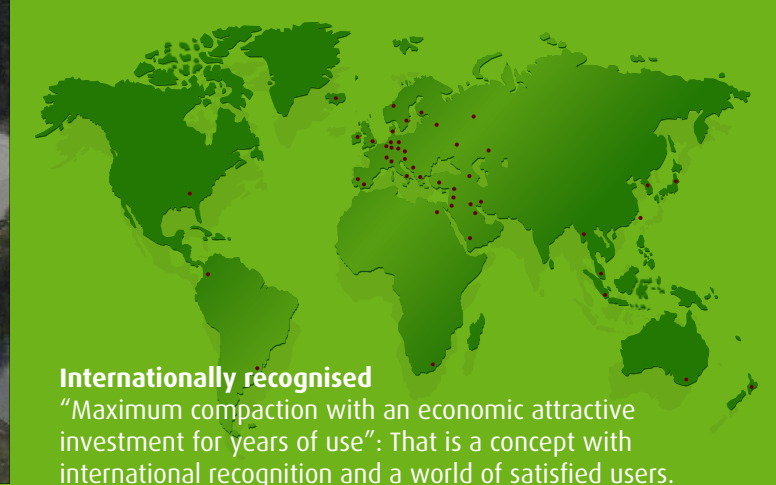 Internationally recognised
“Maximum compaction with an economic attractive
investment for years of use”: That is a concept with
international recognition and a world of satisfied users.